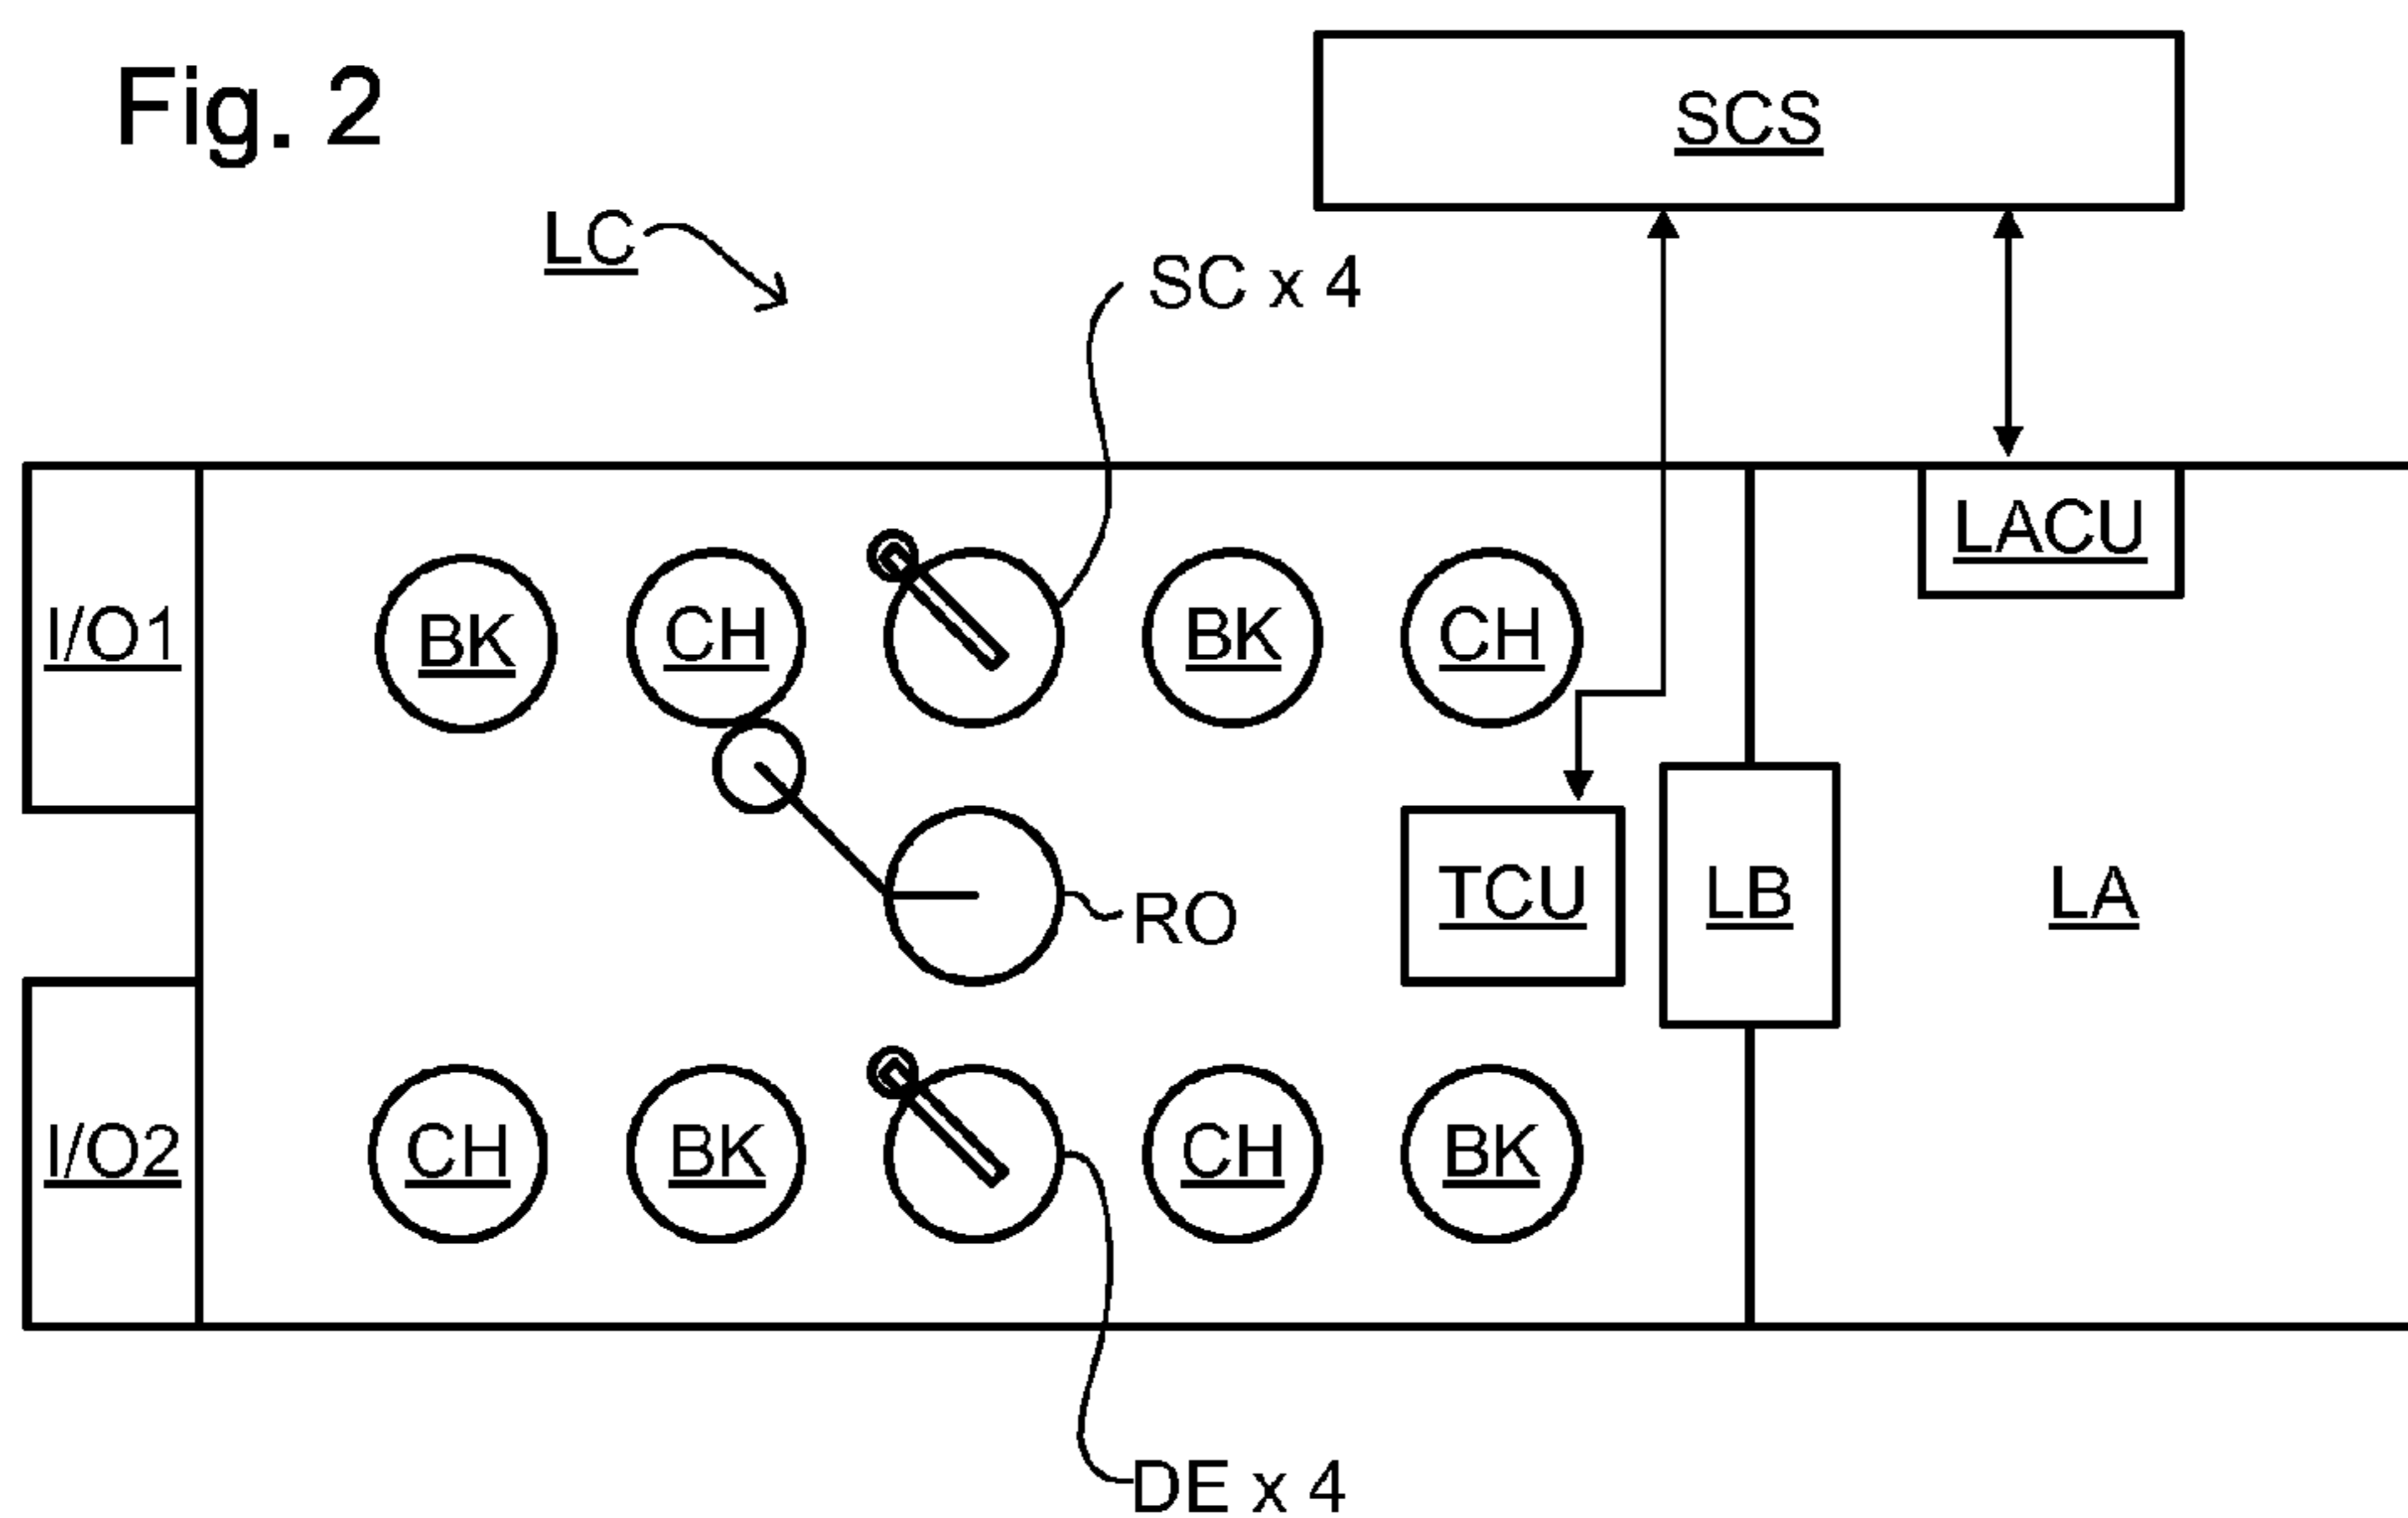 Fig. 2
SCS
LC
SC x 4
LACU
I/O1
BK
CH
BK
CH
TCU
LB
LA
RO
I/O2
CH
BK
CH
BK
DE x 4